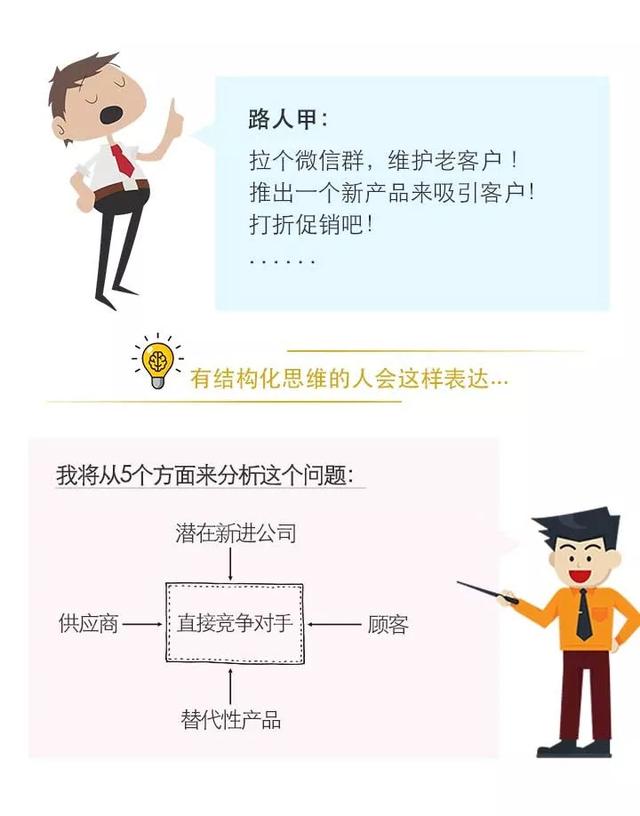 路人甲：
拉个微信群，维护老客户！
推出一个新产品来吸引客户！
打折促销吧！
······
有结构化思维的人会这样表达...
我将从5个方面来分析这个问题：
潜在新进公司
供应商
直接竞争对手
顾客
替代性产品